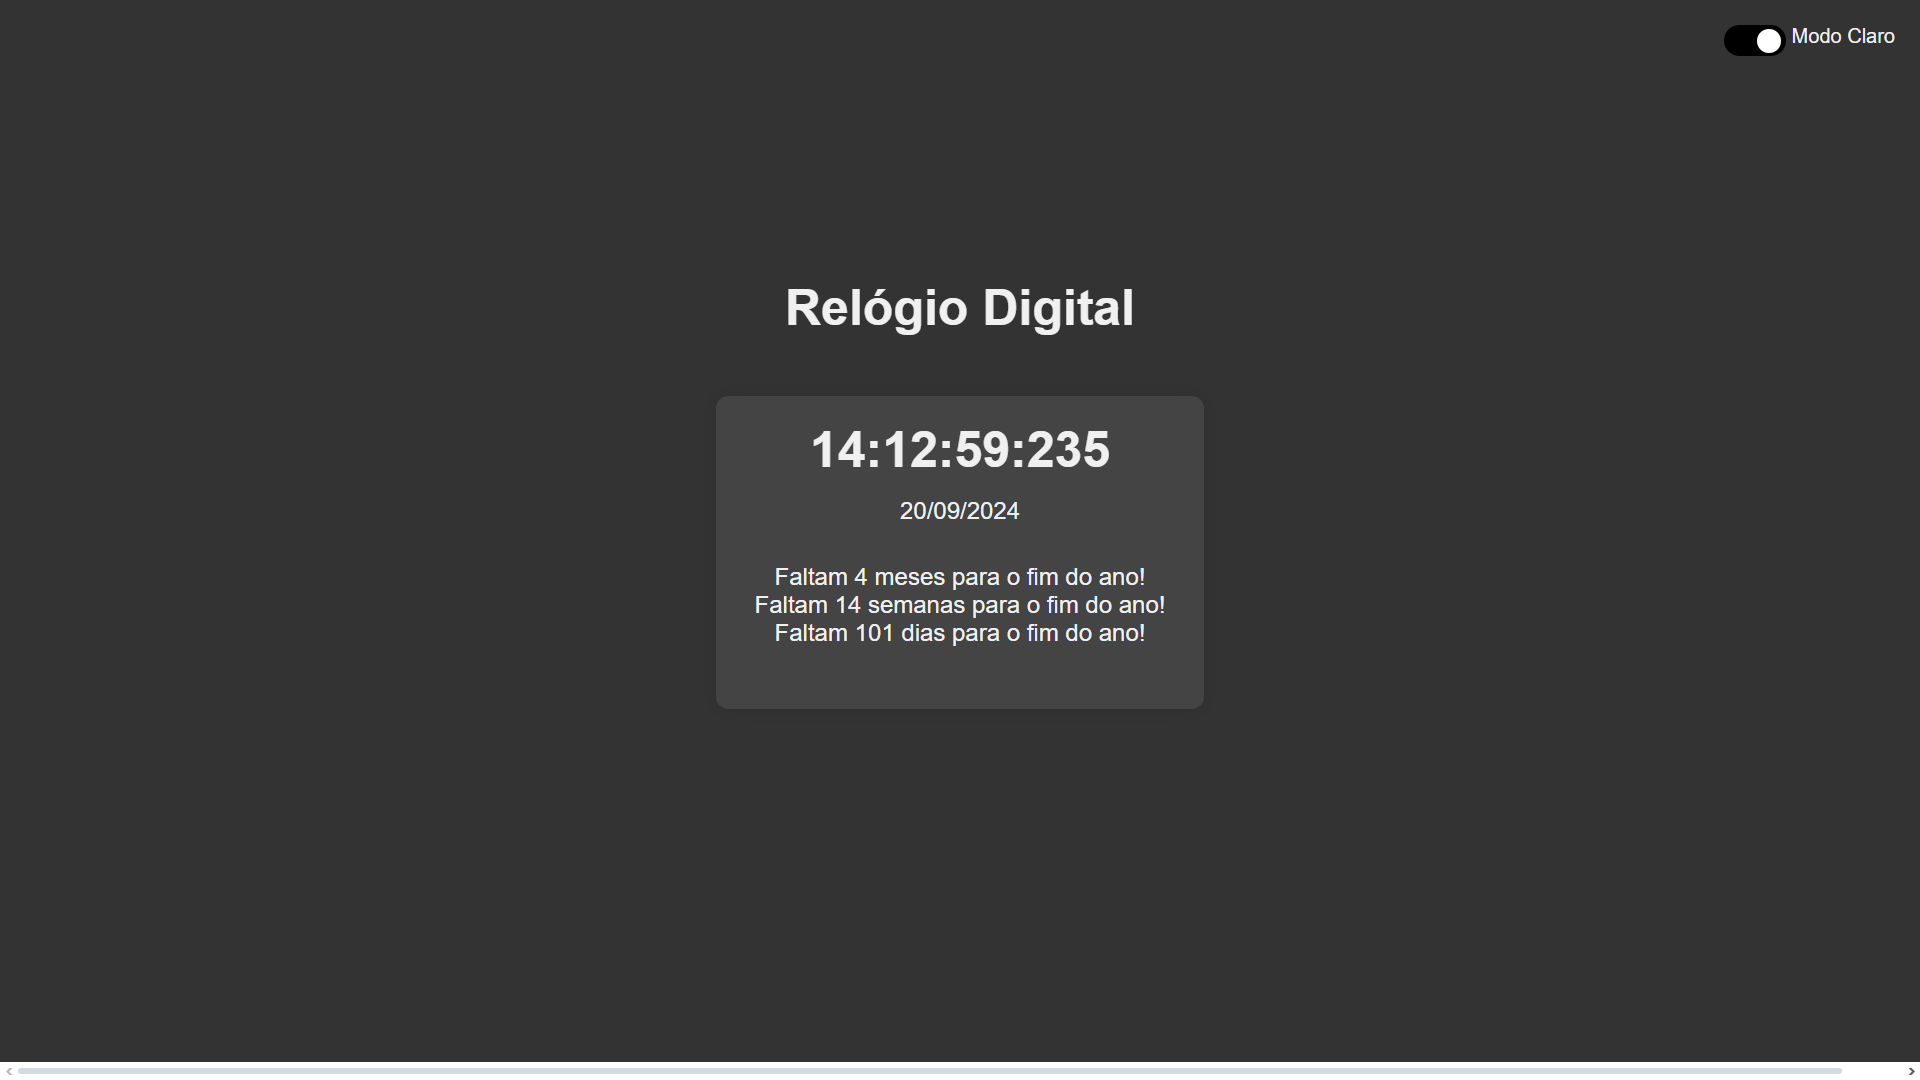 Modo Claro
Relógio Digital
14:12:59:235
20/09/2024
Faltam 4 meses para o fim do ano!
Faltam 14 semanas para o fim do ano!
Faltam 101 dias para o fim do ano!